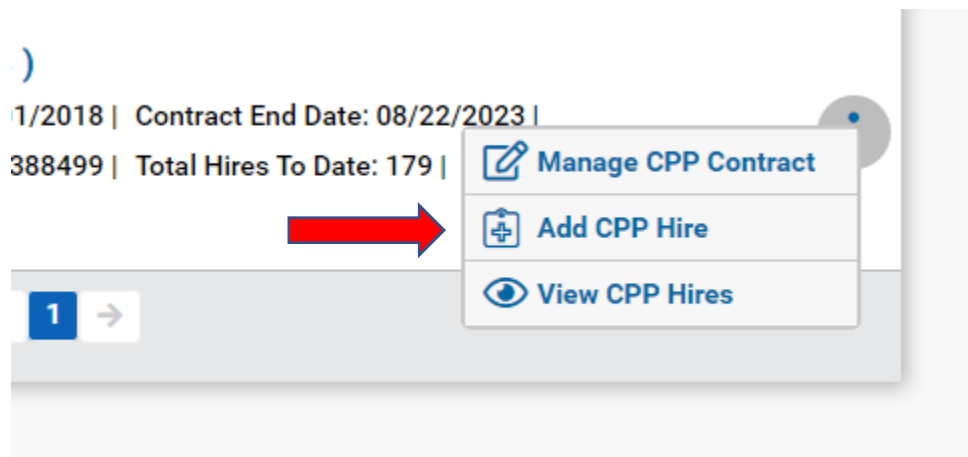 )
1/2018 | Contract End Date: 08/22/2023 |
388499 | Total Hires To Date: 179 |
Manage CPP Contract
Add CPP Hire
View CPP Hires
1